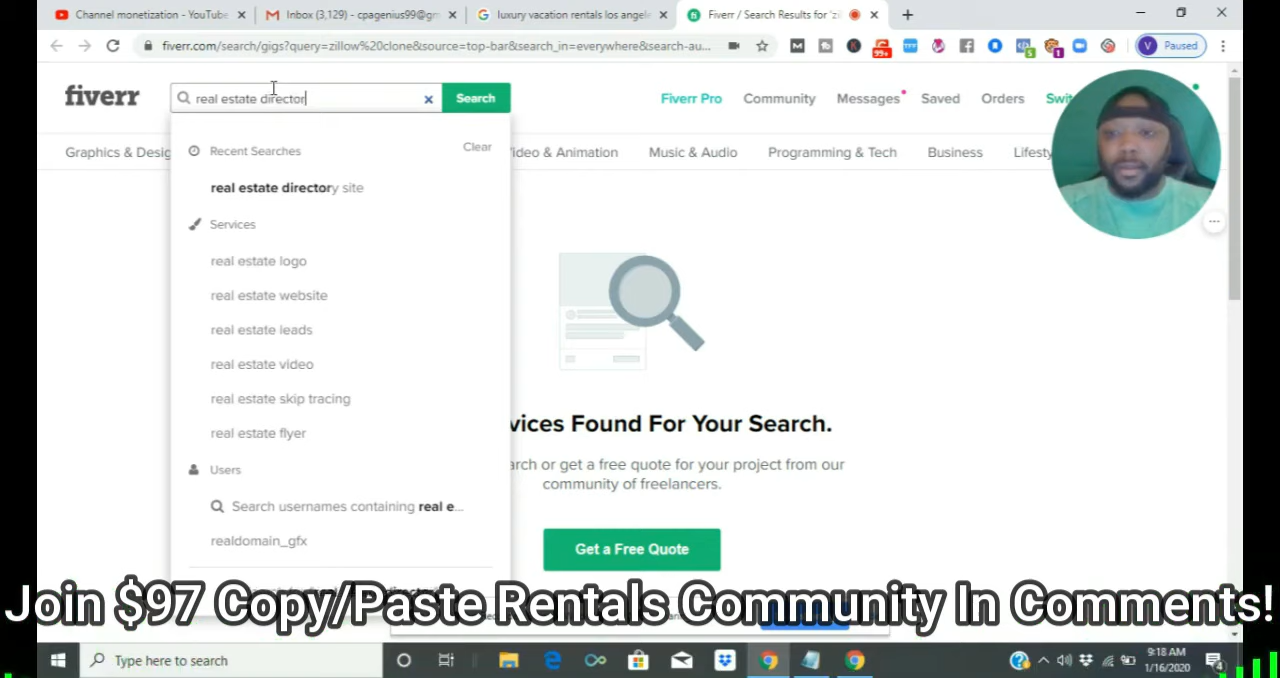 Channel monetization - YouTube
Inbox (3,129) - cpagenius99@gm
luxury vacation rentals los angele
Fiverr / Search Results for 'zi
fiverr.com/search/gigs?query=zillow%20clone&source=top-bar&search_in=everywhere&search-au...
99+
5
1
V Paused
fiverr
real estate director
Search
Fiverr Pro
Community
Messages
Saved
Orders
Swit
Recent Searches
Clear
Graphics & Desig
ideo & Animation
Music & Audio
Programming & Tech
Business
Lifesty
real estate directory site
Services
real estate logo
real estate website
real estate leads
real estate video
real estate skip tracing
real estate flyer
vices Found For Your Search.
Users
arch or get a free quote for your project from our
community of freelancers.
Search usernames containing real e...
realdomain_gfx
Get a Free Quote
Join $97 Copy/Paste Rentals Community In Comments!
Type here to search
9:18 AM
1/16/2020
4